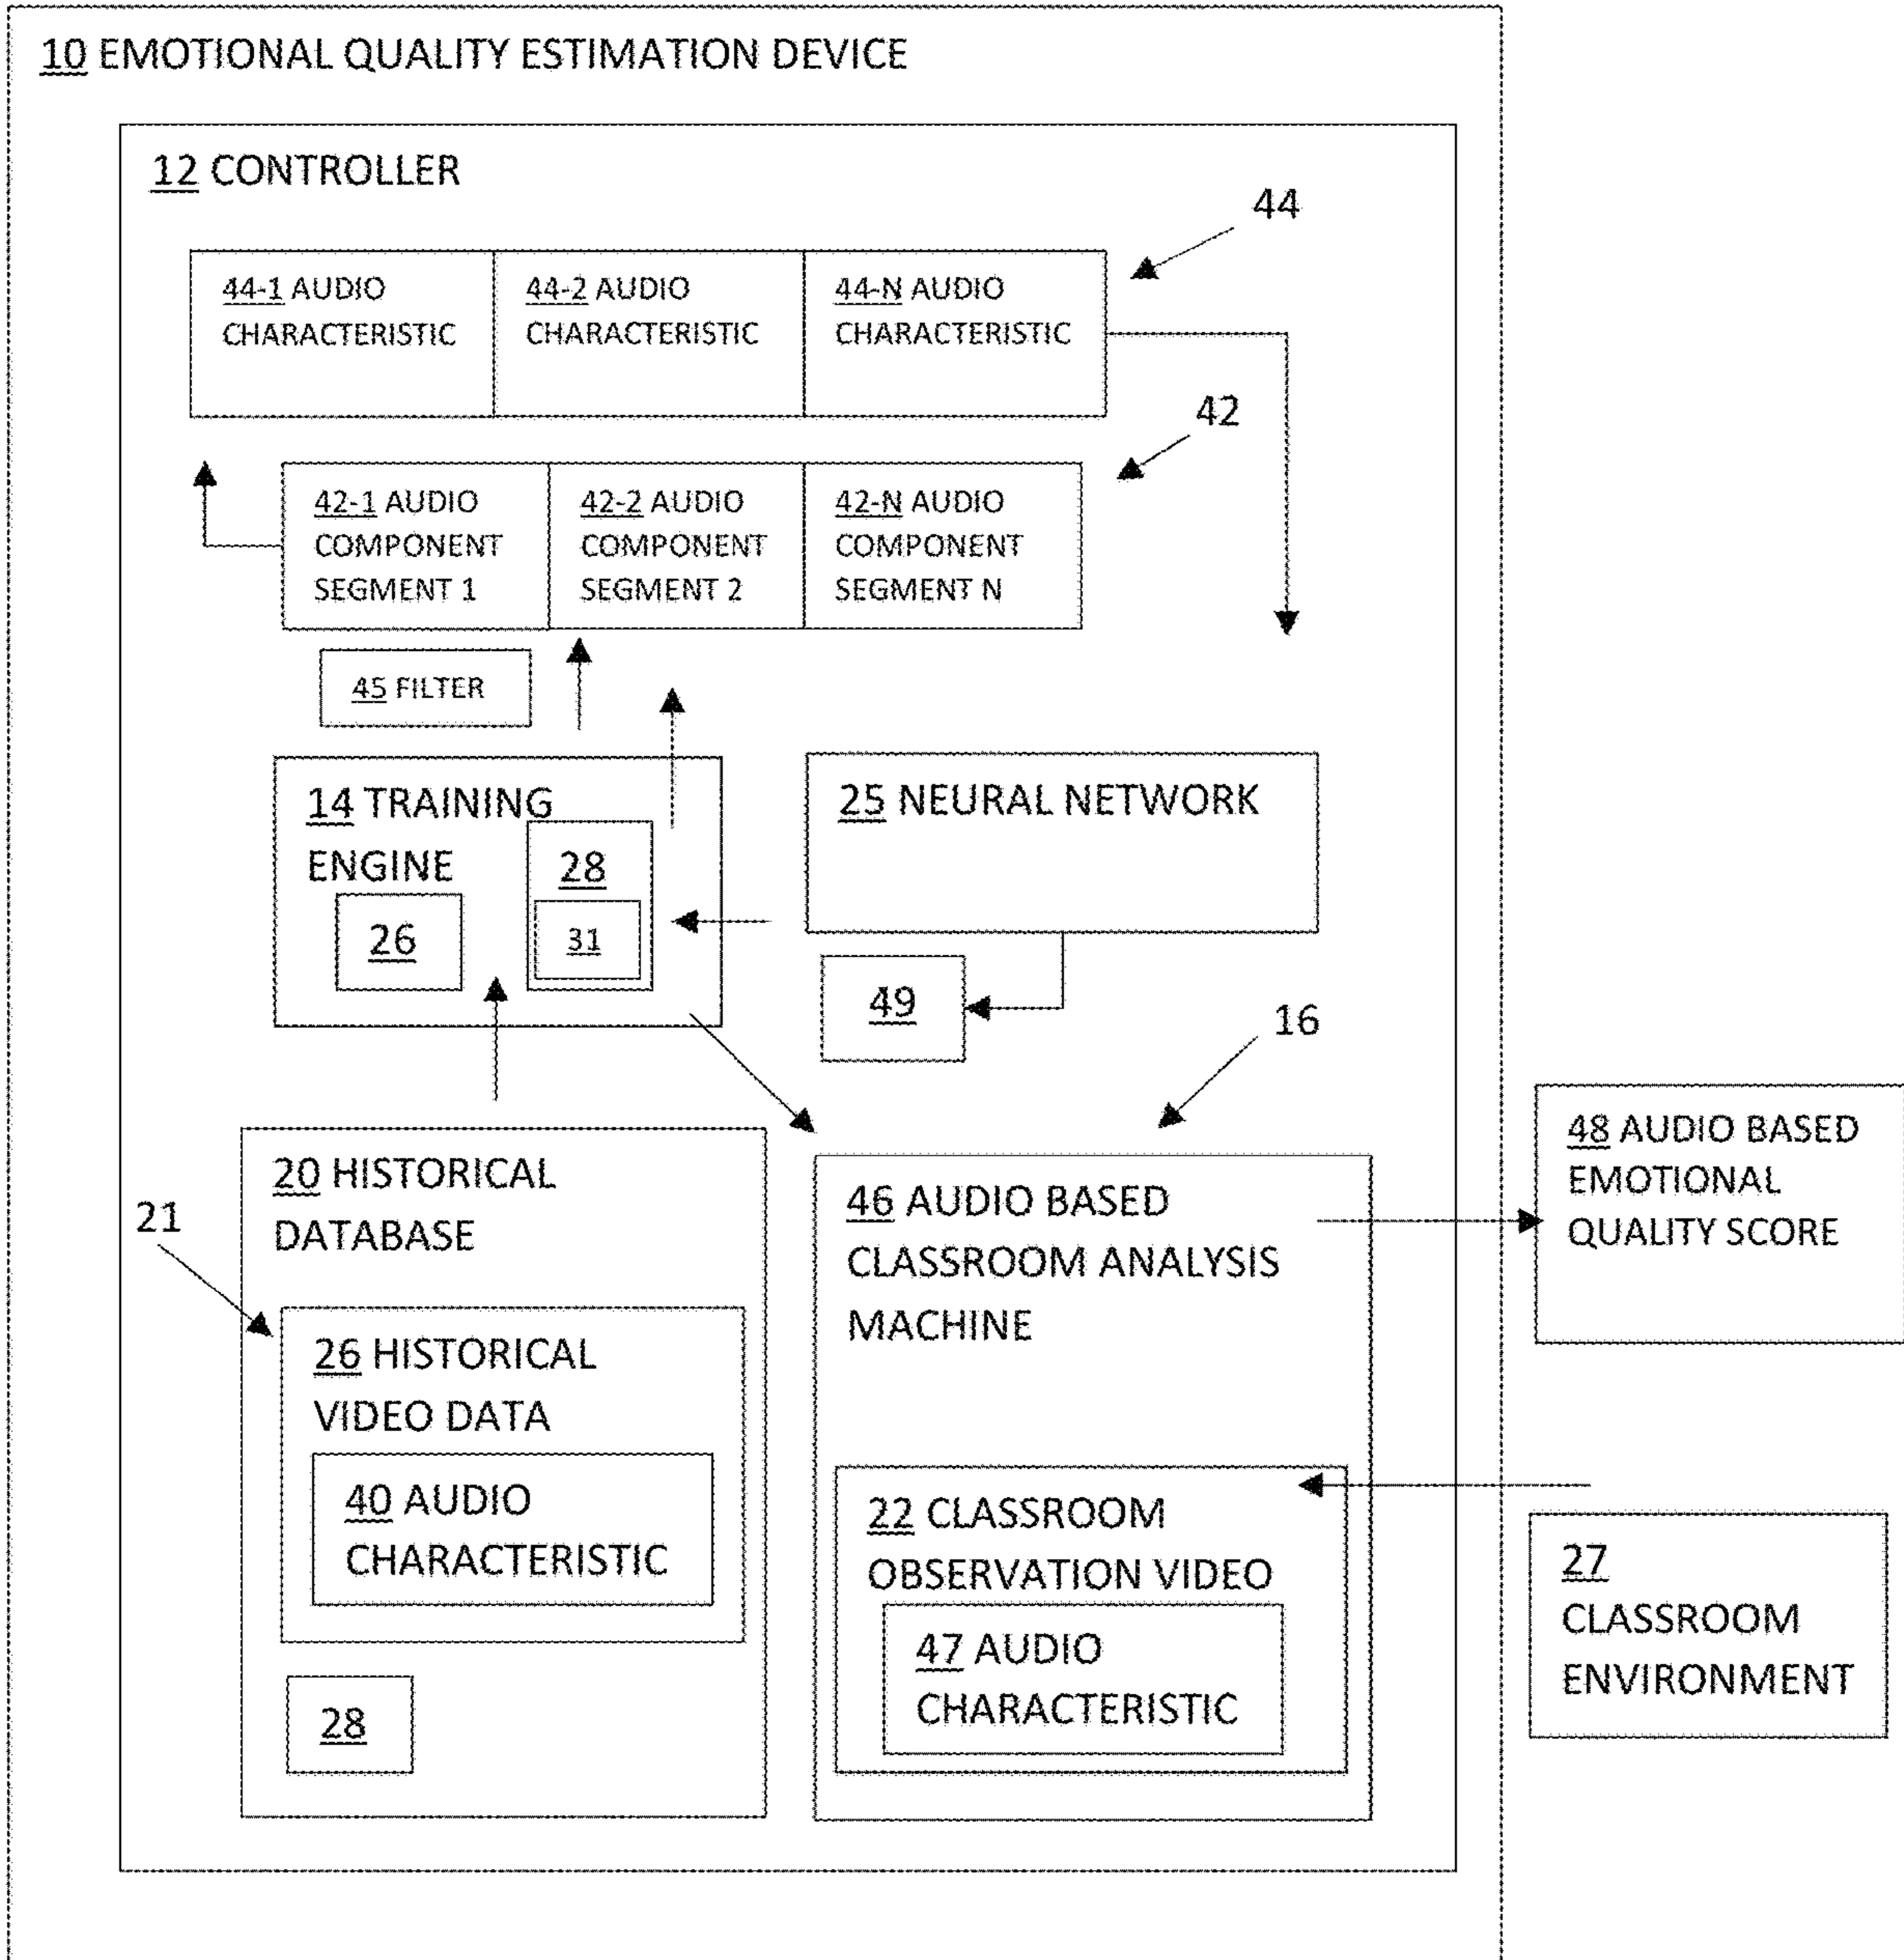 10 EMOTIONAL QUALITY ESTIMATION DEVICE
12 CONTROLLER
44
44-1 AUDIO
CHARACTERISTIC
44-2 AUDIO
CHARACTERISTIC
44-N AUDIO
CHARACTERISTIC
42
42-1 AUDIO
COMPONENT
SEGMENT 1
42-2 AUDIO
COMPONENT
SEGMENT 2
42-N AUDIO
COMPONENT
SEGMENT N
45 FILTER
14 TRAINING
ENGINE
26
28
31
25 NEURAL NETWORK
49
16
20 HISTORICAL
DATABASE
21
26 HISTORICAL
VIDEO DATA
40 AUDIO
CHARACTERISTIC
28
46 AUDIO BASED
CLASSROOM ANALYSIS
MACHINE
22 CLASSROOM
OBSERVATION VIDEO
47 AUDIO
CHARACTERISTIC
48 AUDIO BASED
EMOTIONAL
QUALITY SCORE
27
CLASSROOM
ENVIRONMENT